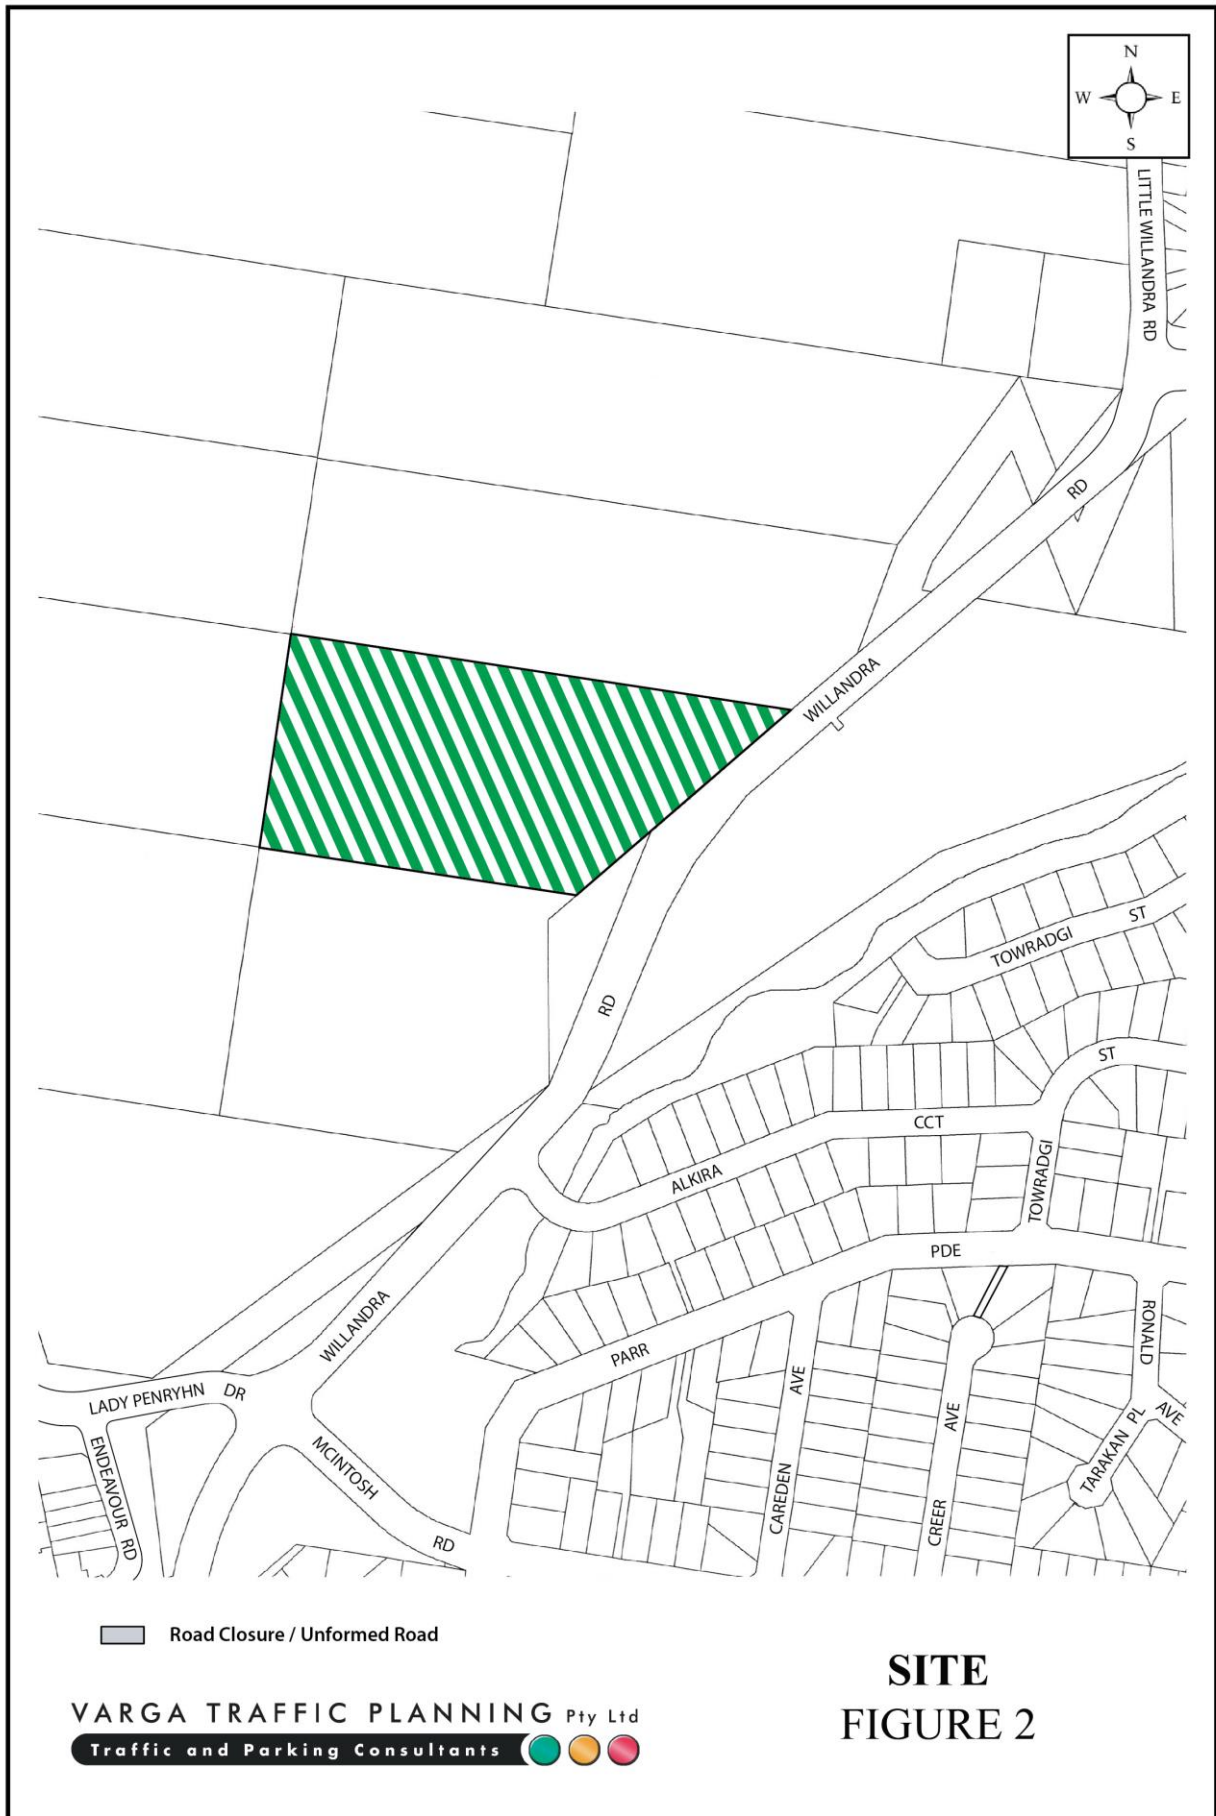 N
W E
S
LITTLE WILLANDRA RD
RD
WILLANDRA
RD
TOWRADGI
ST
ST
CCT
ALKIRA
TOWRADGI
PDE
PARR
WILLANDRA
LADY PENRYHN DR
ENDEAVOUR RD
MCINTOSH
RD
CAREDEN
AVE
CREER
AVE
RONALD
AVE
TARAKAN PL
Road Closure / Unformed Road
SITE
FIGURE 2
VARGA TRAFFIC PLANNING Pty Ltd
Traffic and Parking Consultants